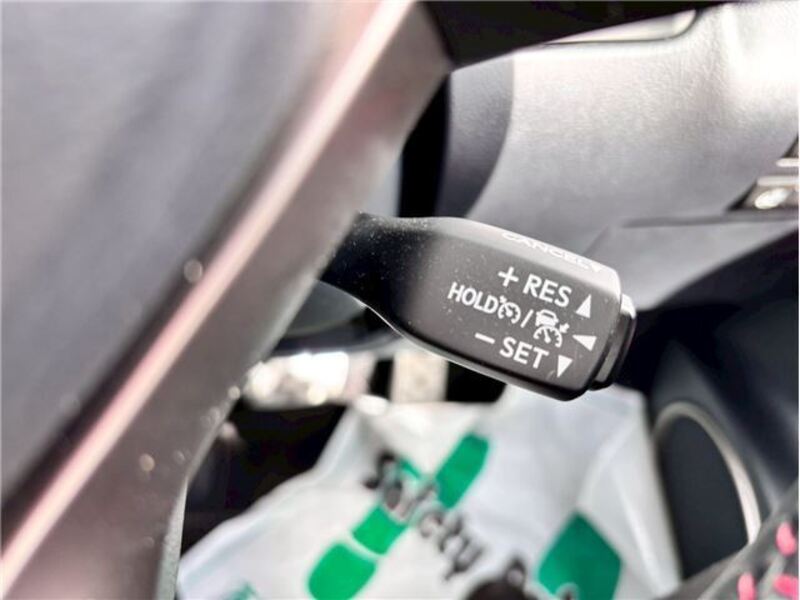 CANCEL
+ RES ▲
HOLD /
− SET ▼
Safety